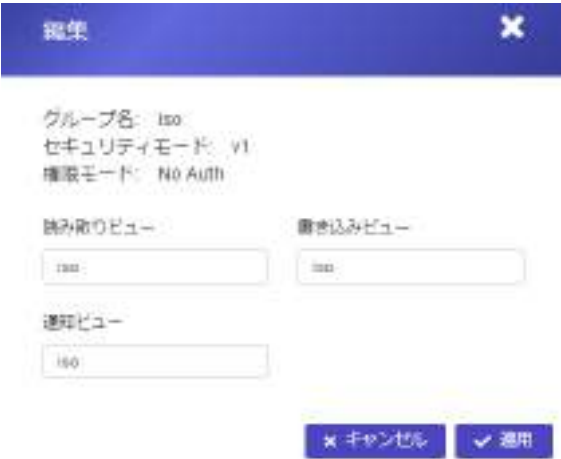 編集
グループ名: iso
セキュリティモード: v1
権限モード: No Auth
読み取りビュー 書き込みビュー
iso iso
通知ビュー
iso
キャンセル 適用